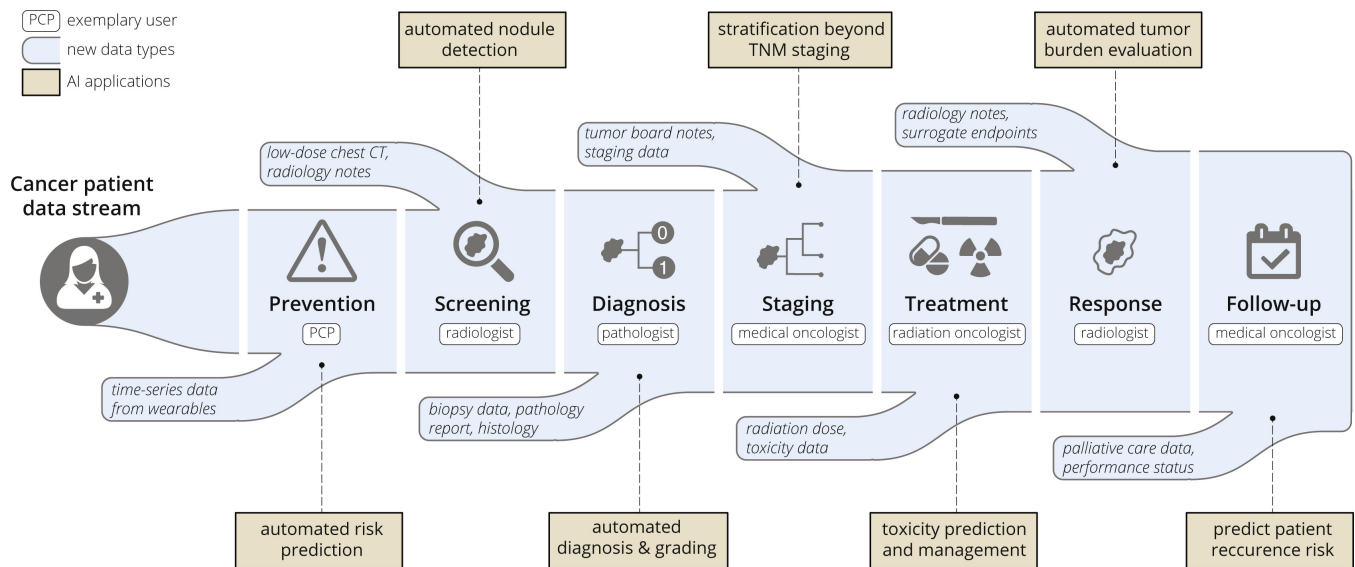 PCP exemplary user
new data types
AI applications
automated nodule
detection
stratification beyond
TNM staging
automated tumor
burden evaluation
low-dose chest CT,
radiology notes
tumor board notes,
staging data
radiology notes,
surrogate endpoints
Cancer patient
data stream
0
1
Prevention
PCP
Screening
radiologist
Diagnosis
pathologist
Staging
medical oncologist
Treatment
radiation oncologist
Response
radiologist
Follow-up
medical oncologist
time-series data
from wearables
biopsy data, pathology
report, histology
radiation dose,
toxicity data
palliative care data,
performance status
automated risk
prediction
automated
diagnosis & grading
toxicity prediction
and management
predict patient
reccurence risk